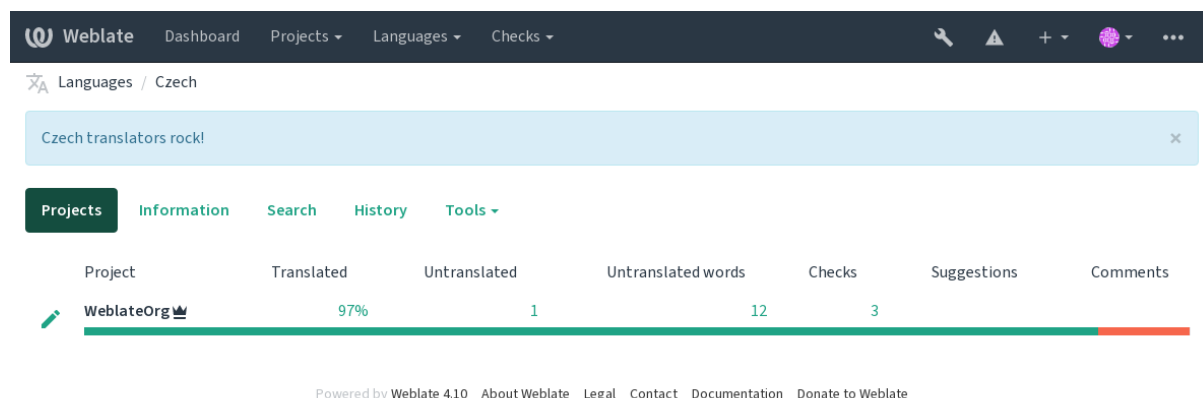 Weblate Dashboard Projects Languages Checks
Languages / Czech
Czech translators rock! ×
Projects Information Search History Tools
Project Translated Untranslated Untranslated words Checks Suggestions Comments
WeblateOrg 97% 1 12 3
Powered by Weblate 4.10 About Weblate Legal Contact Documentation Donate to Weblate